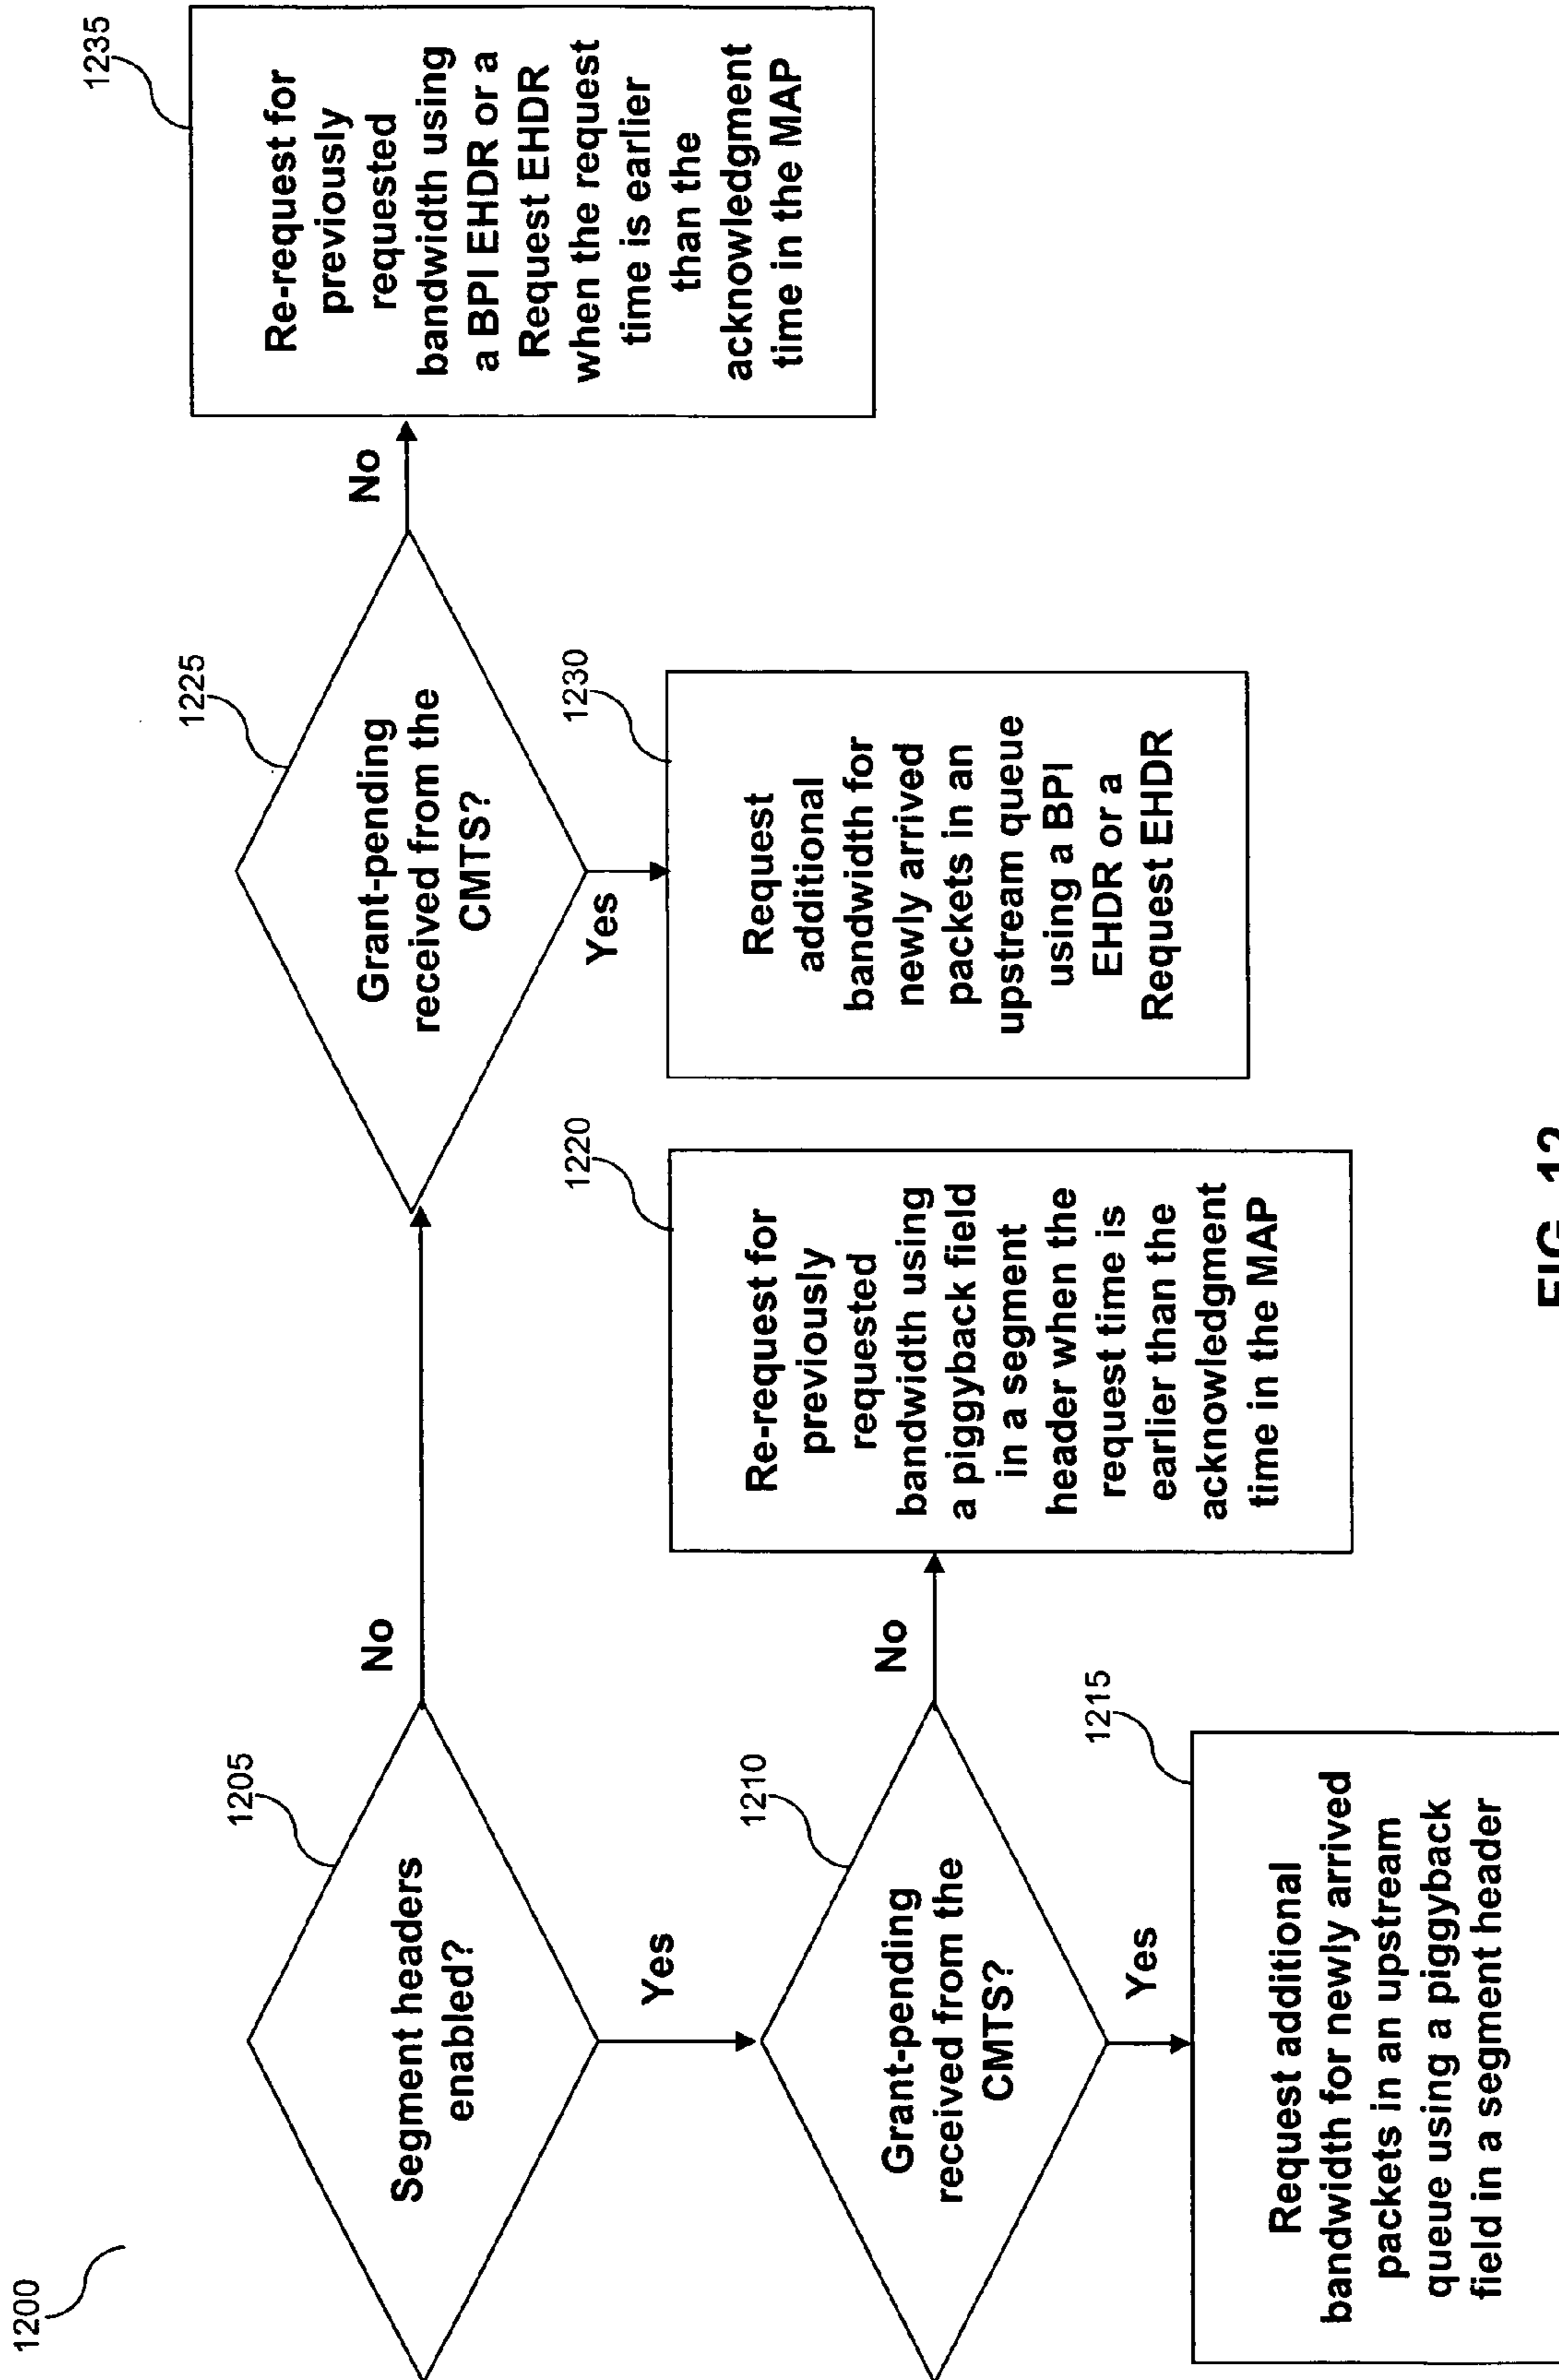 1200
1205
Segment headers
enabled?
No
Yes
1210
Grant-pending
received from the
CMTS?
No
Yes
1215
Request additional
bandwidth for newly arrived
packets in an upstream
queue using a piggyback
field in a segment header
1220
Re-request for
previously
requested
bandwidth using
a piggyback field
in a segment
header when the
request time is
earlier than the
acknowledgment
time in the MAP
1225
Grant-pending
received from the
CMTS?
No
Yes
1230
Request
additional
bandwidth for
newly arrived
packets in an
upstream queue
using a BPI
EHDR or a
Request EHDR
1235
Re-request for
previously
requested
bandwidth using
a BPI EHDR or a
Request EHDR
when the request
time is earlier
than the
acknowledgment
time in the MAP
FIG. 12